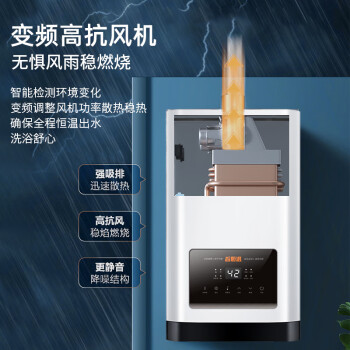 变频高抗风机
无惧风雨稳燃烧
智能检测环境变化
变频调整风机功率散热稳热
确保全程恒温出水
洗浴舒心
强吸排
迅速散热
高抗风
稳焰燃烧
更静音
降噪结构
42